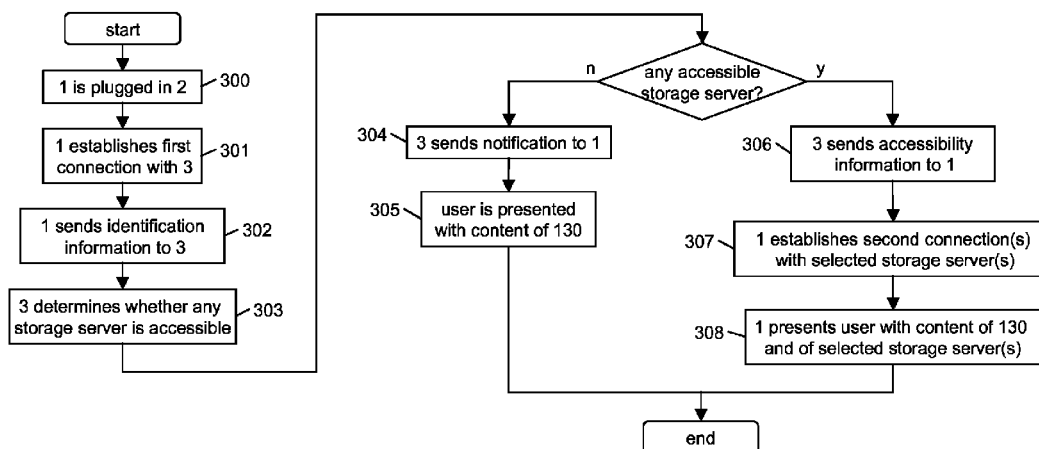 start
1 is plugged in 2
300
1 establishes first
connection with 3
301
1 sends identification
information to 3
302
3 determines whether any
storage server is accessible
303
any accessible
storage server?
n
y
304
3 sends notification to 1
305
user is presented
with content of 130
306
3 sends accessibility
information to 1
307
1 establishes second connection(s)
with selected storage server(s)
308
1 presents user with content of 130
and of selected storage server(s)
end